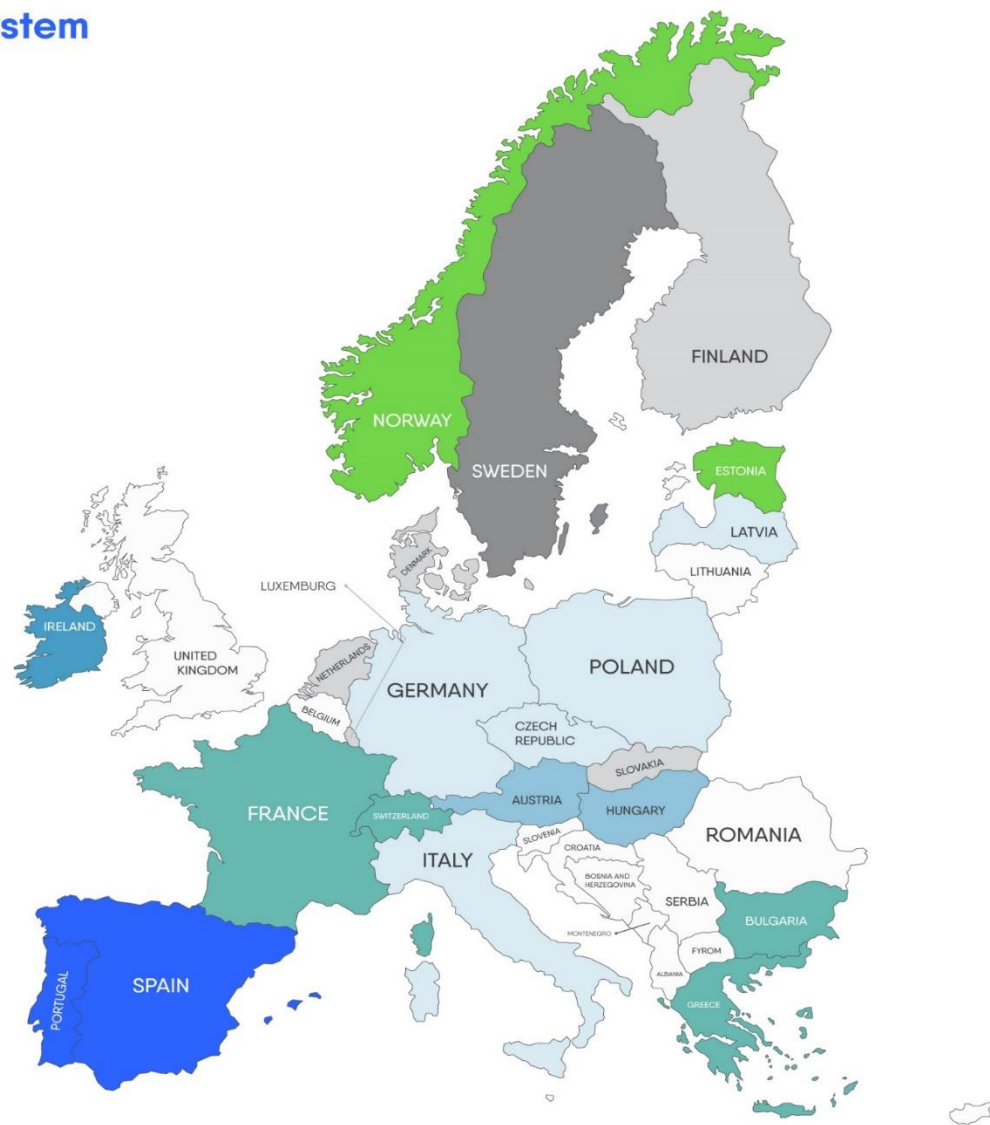 stem
FINLAND
NORWAY
SWEDEN
ESTONIA
LATVIA
LITHUANIA
DENMARK
LUXEMBURG
IRELAND
UNITED
KINGDOM
NETHERLANDS
BELGIUM
GERMANY
POLAND
CZECH
REPUBLIC
SLOVAKIA
AUSTRIA
HUNGARY
FRANCE
SWITZERLAND
ITALY
SLOVENIA
CROATIA
ROMANIA
BOSNIA AND
HERZEGOVINA
SERBIA
MONTENEGRO
BULGARIA
FYROM
ALBANIA
GREECE
PORTUGAL
SPAIN